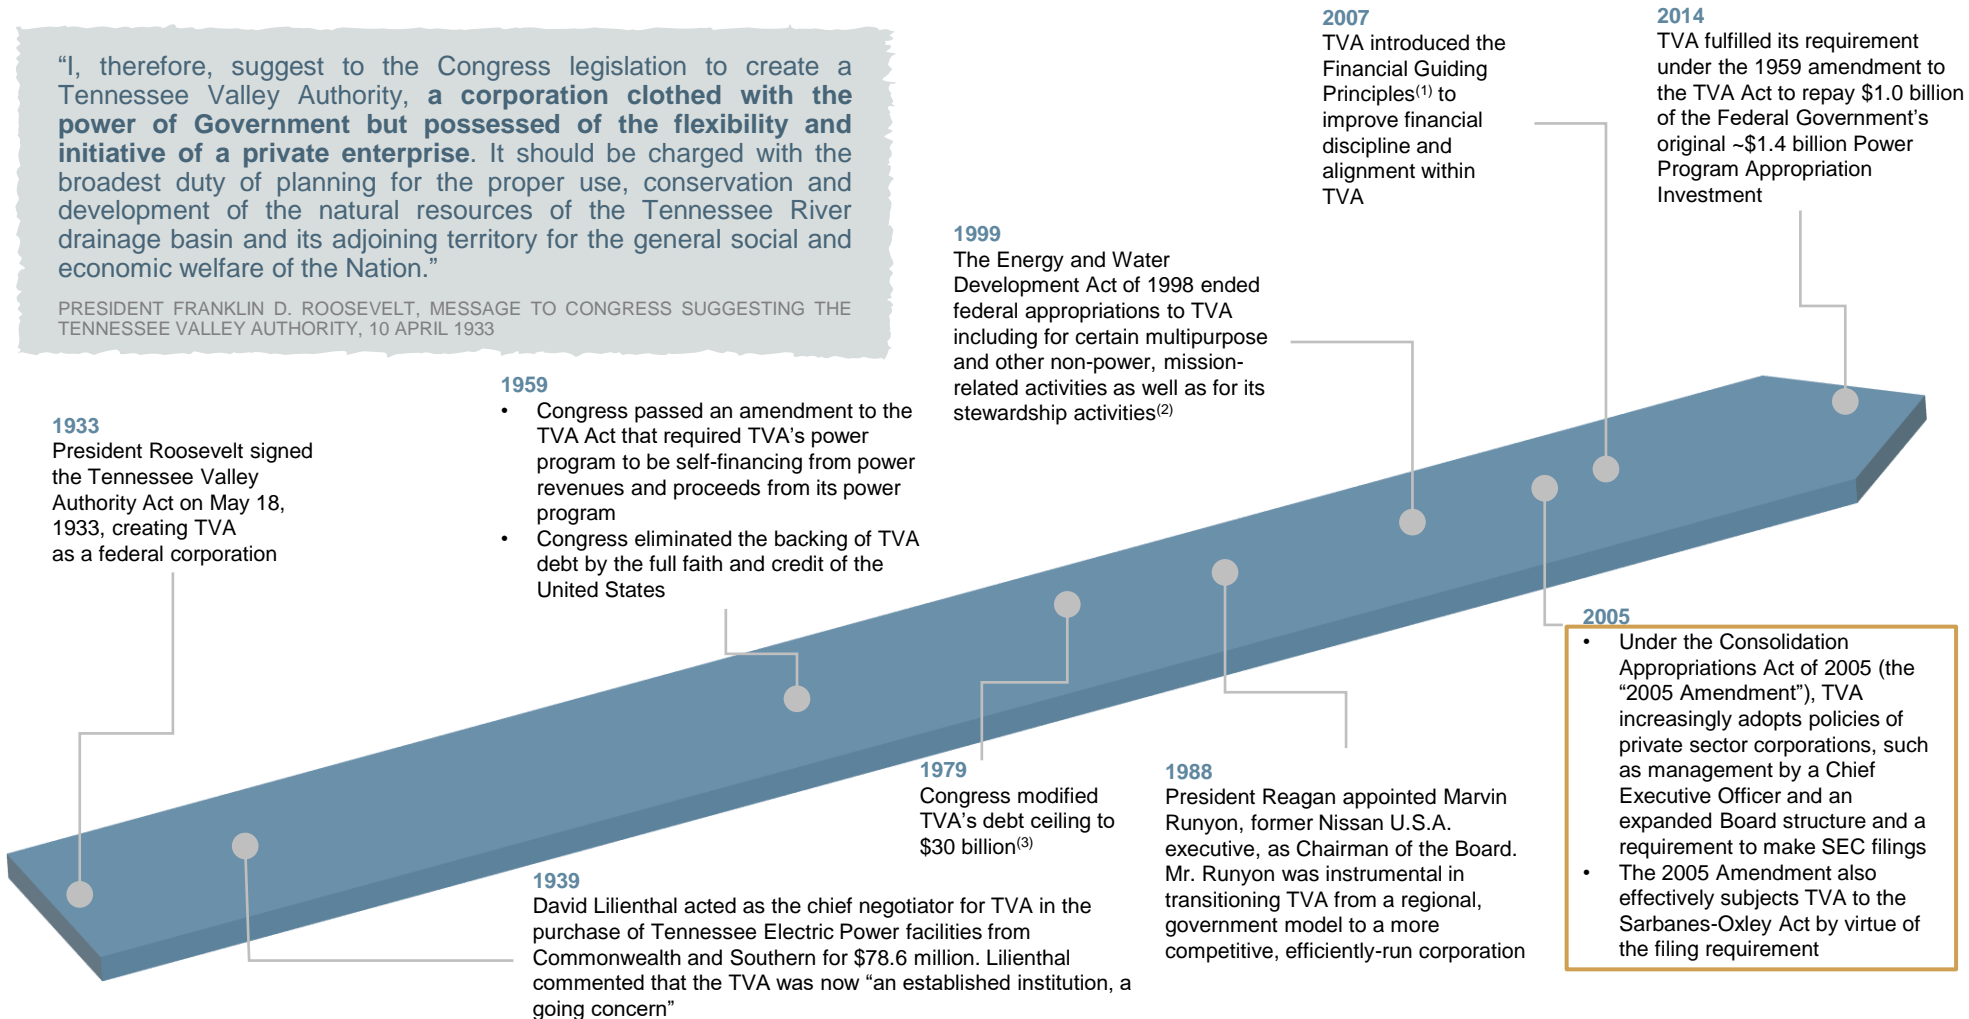 “I, therefore, suggest to the Congress legislation to create a
Tennessee Valley Authority, a corporation clothed with the
power of Government but possessed of the flexibility and
initiative of a private enterprise. It should be charged with the
broadest duty of planning for the proper use, conservation and
development of the natural resources of the Tennessee River
drainage basin and its adjoining territory for the general social and
economic welfare of the Nation.”
PRESIDENT FRANKLIN D. ROOSEVELT, MESSAGE TO CONGRESS SUGGESTING THE
TENNESSEE VALLEY AUTHORITY, 10 APRIL 1933
1933
President Roosevelt signed
the Tennessee Valley
Authority Act on May 18,
1933, creating TVA
as a federal corporation
1939
David Lilienthal acted as the chief negotiator for TVA in the
purchase of Tennessee Electric Power facilities from
Commonwealth and Southern for $78.6 million. Lilienthal
commented that the TVA was now “an established institution, a
going concern”
1959
• Congress passed an amendment to the
TVA Act that required TVA’s power
program to be self-financing from power
revenues and proceeds from its power
program
• Congress eliminated the backing of TVA
debt by the full faith and credit of the
United States
1979
Congress modified
TVA’s debt ceiling to
$30 billion(3)
1988
President Reagan appointed Marvin
Runyon, former Nissan U.S.A.
executive, as Chairman of the Board.
Mr. Runyon was instrumental in
transitioning TVA from a regional,
government model to a more
competitive, efficiently-run corporation
1999
The Energy and Water
Development Act of 1998 ended
federal appropriations to TVA
including for certain multipurpose
and other non-power, mission-
related activities as well as for its
stewardship activities(2)
2005
• Under the Consolidation
Appropriations Act of 2005 (the
“2005 Amendment”), TVA
increasingly adopts policies of
private sector corporations, such
as management by a Chief
Executive Officer and an
expanded Board structure and a
requirement to make SEC filings
• The 2005 Amendment also
effectively subjects TVA to the
Sarbanes-Oxley Act by virtue of
the filing requirement
2007
TVA introduced the
Financial Guiding
Principles(1) to
improve financial
discipline and
alignment within
TVA
2014
TVA fulfilled its requirement
under the 1959 amendment to
the TVA Act to repay $1.0 billion
of the Federal Government’s
original ~$1.4 billion Power
Program Appropriation
Investment